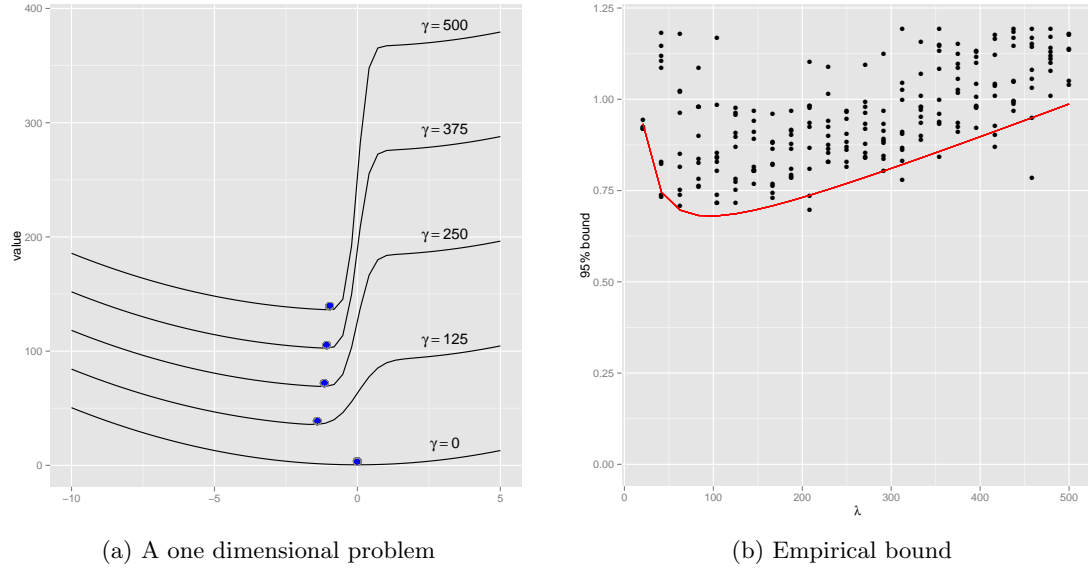 400
300
200
100
0
value
−10
−5
0
5
γ = 500
γ = 375
γ = 250
γ = 125
γ = 0
(a) A one dimensional problem
1.25
1.00
0.75
0.50
0.25
0.00
95% bound
0
100
200
300
400
500
λ
(b) Empirical bound